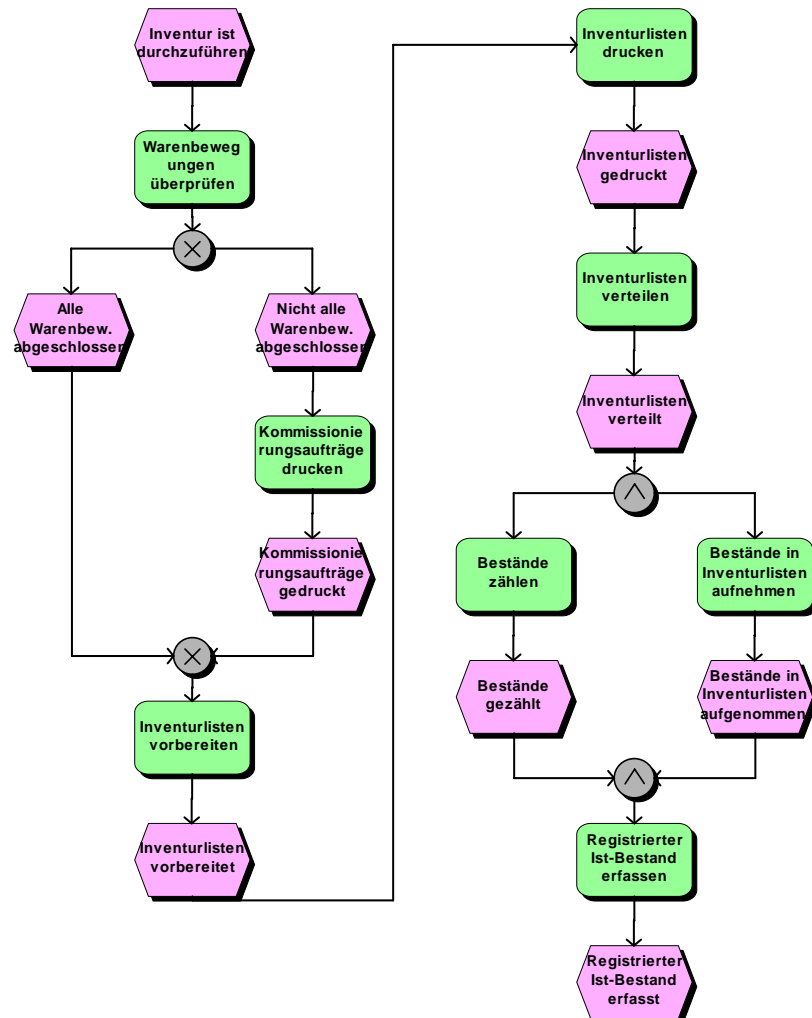 Inventur ist
durchzuführen
Warenbeweg
ungen
überprüfen
Alle
Warenbew.
abgeschlossen
Nicht alle
Warenbew.
abgeschlossen
Kommissionie
rungsaufträge
drucken
Kommissionie
rungsaufträge
gedruckt
Inventurlisten
vorbereiten
Inventurlisten
vorbereitet
Inventurlisten
drucken
Inventurlisten
gedruckt
Inventurlisten
verteilen
Inventurlisten
verteilt
Bestände
zählen
Bestände in
Inventurlisten
aufnehmen
Bestände
gezählt
Bestände in
Inventurlisten
aufgenommen
Registrierter
Ist-Bestand
erfassen
Registrierter
Ist-Bestand
erfasst